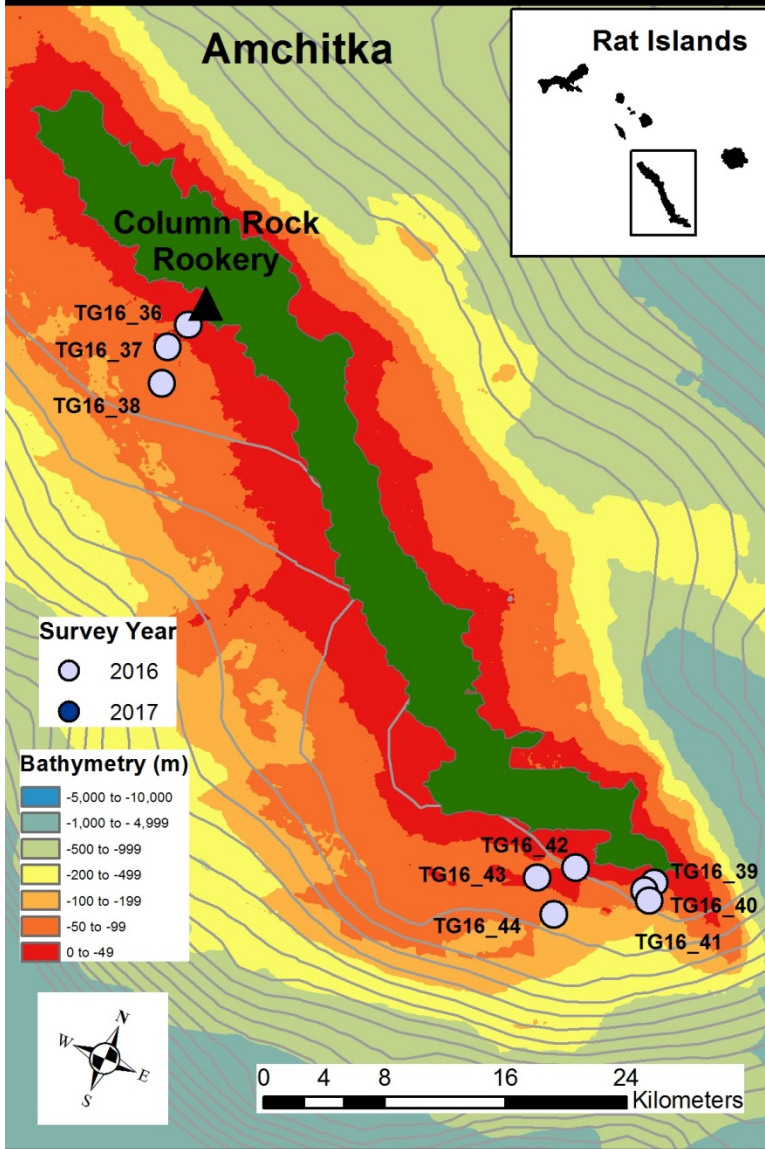 Amchitka
Rat Islands
Column Rock
Rookery
TG16_36
TG16_37
TG16_38
Survey Year
2016
2017
Bathymetry (m)
-5,000 to -10,000
-1,000 to - 4,999
-500 to -999
-200 to -499
-100 to -199
-50 to -99
0 to -49
TG16_42
TG16_43
TG16_44
TG16_39
TG16_40
TG16_41
N
W
E
S
0 4 8 16 24
Kilometers